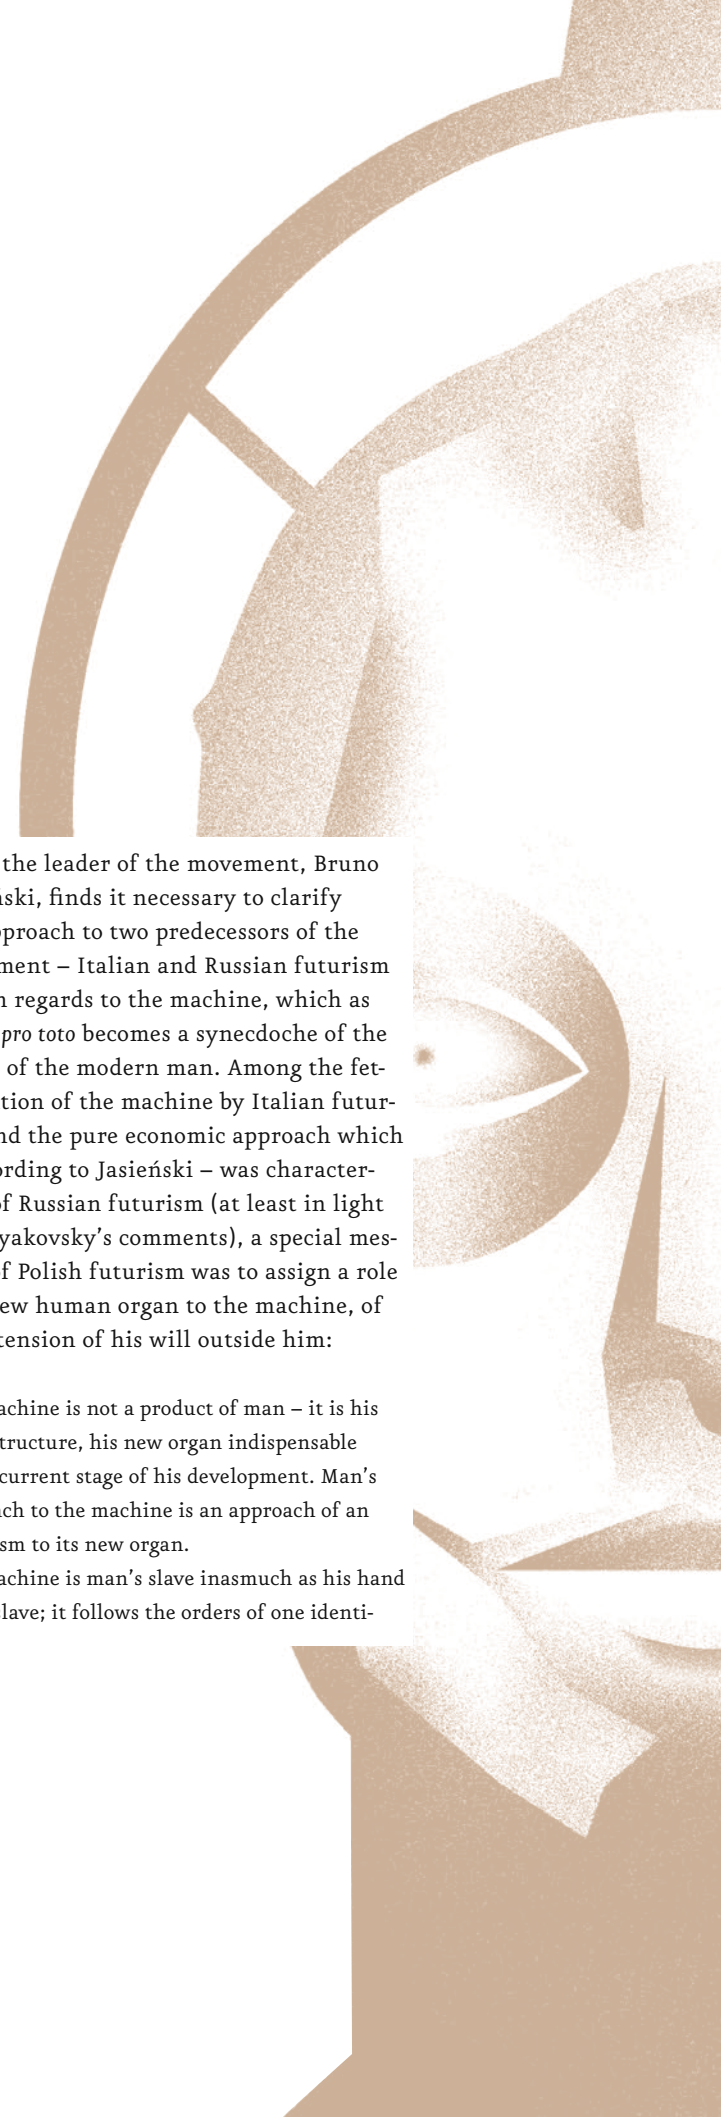 the leader of the movement, Bruno
ński, finds it necessary to clarify
proach to two predecessors of the
ment – Italian and Russian futurism
n regards to the machine, which as
pro toto becomes a synecdoche of the
of the modern man. Among the fet-
tion of the machine by Italian futur-
nd the pure economic approach which
ording to Jasieński – was character-
of Russian futurism (at least in light
yakovsky’s comments), a special mes-
of Polish futurism was to assign a role
ew human organ to the machine, of
tension of his will outside him:
achine is not a product of man – it is his
tructure, his new organ indispensable
current stage of his development. Man’s
ch to the machine is an approach of an
sm to its new organ.
achine is man’s slave inasmuch as his hand
slave; it follows the orders of one identi-